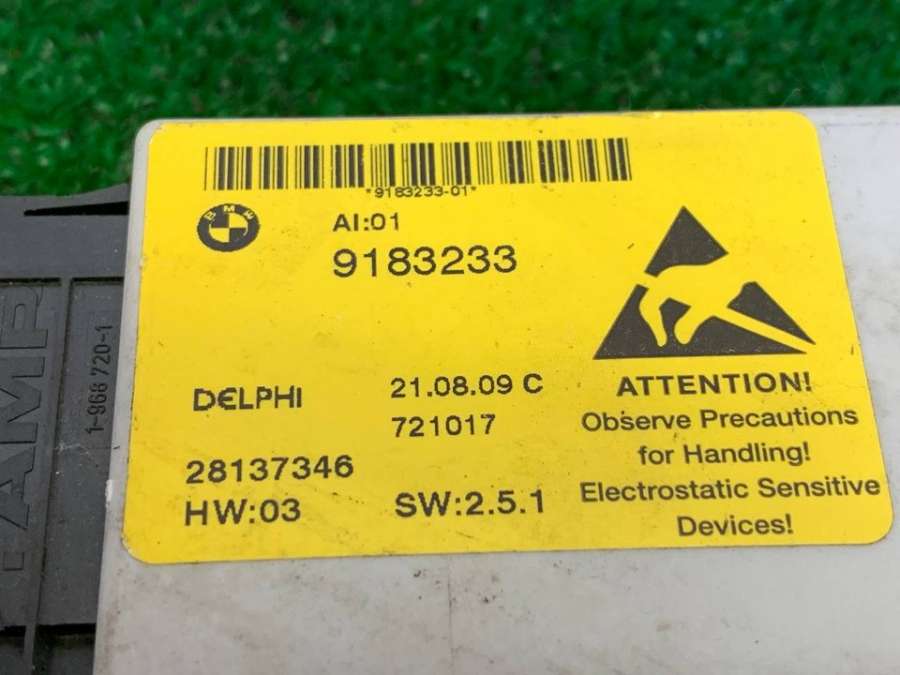 *9183233-01*
BMW
AI:01
9183233
DELPHI
21.08.09 C
721017
28137346
HW:03
SW:2.5.1
ATTENTION!
Observe Precautions
for Handling!
Electrostatic Sensitive
Devices!
AMP
1-968 720-1